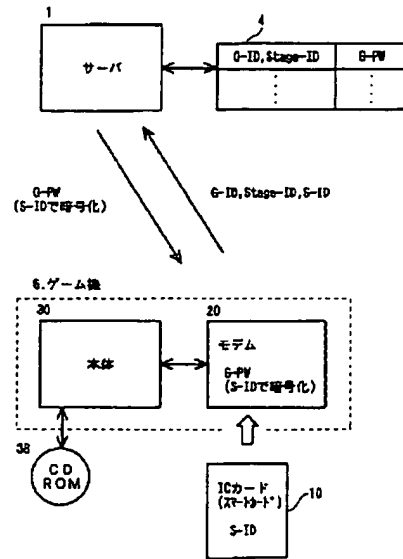 1
サーバ
4
G-ID,Stage-ID
G-PW
G-PW
(S-IDで暗号化)
G-ID,Stage-ID,S-ID
6.ゲーム機
30
本体
20
モデム
G-PW
(S-IDで暗号化)
38
CD
ROM
ICカード
(スマートカード)
S-ID
10